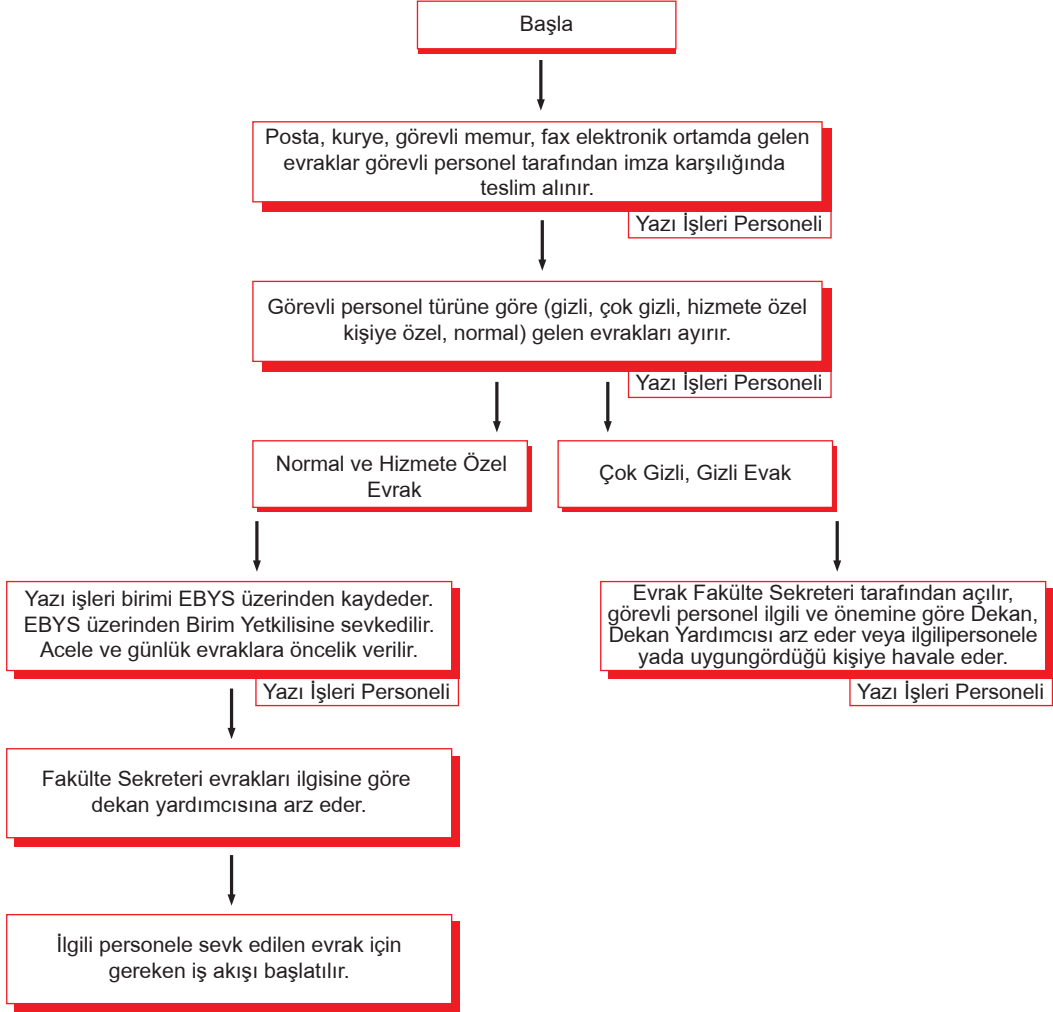 Başla
Posta, kurye, görevli memur, fax elektronik ortamda gelen
evraklar görevli personel tarafından imza karşılığında
teslim alınır.
Yazı İşleri Personeli
Görevli personel türüne göre (gizli, çok gizli, hizmete özel
kişiye özel, normal) gelen evrakları ayırır.
Yazı İşleri Personeli
Normal ve Hizmete Özel
Evrak
Çok Gizli, Gizli Evak
Yazı işleri birimi EBYS üzerinden kaydeder.
EBYS üzerinden Birim Yetkilisine sevkedilir.
Acele ve günlük evraklara öncelik verilir.
Yazı İşleri Personeli
Evrak Fakülte Sekreteri tarafından açılır,
görevli personel ilgili ve önemine göre Dekan,
Dekan Yardımcısı arz eder veya ilgilipersonele
yada uygungördüğü kişiye havale eder.
Yazı İşleri Personeli
Fakülte Sekreteri evrakları ilgisine göre
dekan yardımcısına arz eder.
İlgili personele sevk edilen evrak için
gereken iş akışı başlatılır.